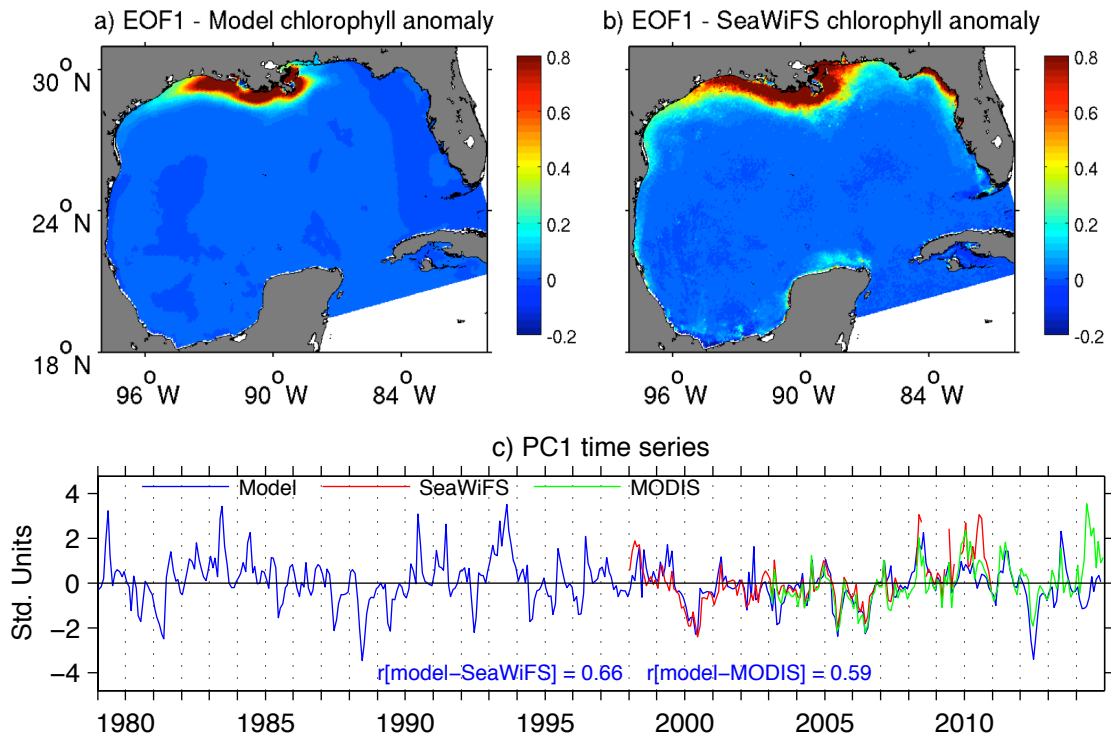 a) EOF1 - Model chlorophyll anomaly
b) EOF1 - SeaWiFS chlorophyll anomaly
30° N
24° N
18° N
96° W
90° W
84° W
0.8
0.6
0.4
0.2
0
-0.2
96° W
90° W
84° W
0.8
0.6
0.4
0.2
0
-0.2
c) PC1 time series
Model
SeaWiFS
MODIS
Std. Units
4
2
0
−2
−4
r[model−SeaWiFS] = 0.66
r[model−MODIS] = 0.59
1980
1985
1990
1995
2000
2005
2010